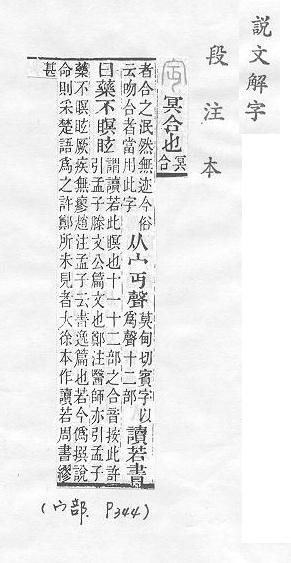 說文解字
段注本
冥合也冥合
者合之泯然無迹今俗云吻合者當用此字从宀丏聲莫甸切賓字以爲聲十二部讀若書
曰藥不瞑眩謂讀若此瞑也十一十二部之合音按此許引孟子滕文公篇文也鄭注醫師亦引孟子
藥不瞑眩厥疾無瘳趙注孟子云書逸篇也若今僞撰說
命則采楚語爲之許鄭所未見者大徐本作讀若周書繆
甚
(宀部. P344)